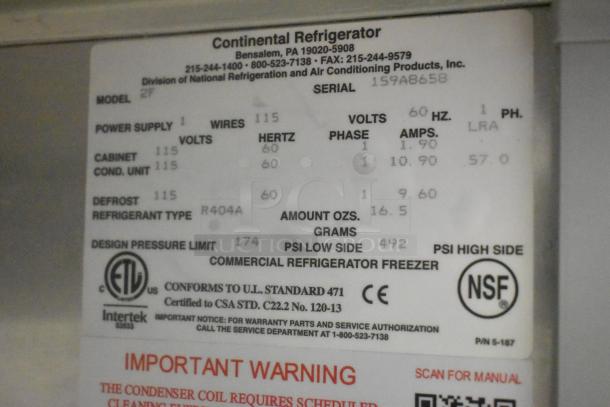 Continental Refrigerator
Bensalem, PA 19020-5908
215-244-1400 • 800-523-7138 • FAX: 215-244-9579
Division of National Refrigeration and Air Conditioning Products, Inc.
MODEL 2F SERIAL 159A8658
POWER SUPPLY 1 WIRES 115 VOLTS 60 HZ. 1 PH.
VOLTS HERTZ PHASE AMPS. LRA
CABINET 115 60 1 1.90
COND. UNIT 115 60 1 10.90 57.0
DEFROST 115 60 1 9.60
REFRIGERANT TYPE R404A AMOUNT OZS. 16.5
GRAMS
DESIGN PRESSURE LIMIT 174 PSI LOW SIDE 492 PSI HIGH SIDE
COMMERCIAL REFRIGERATOR FREEZER
C ETL US CONFORMS TO U.L. STANDARD 471 CE NSF
Intertek Certified to CSA STD. C22.2 No. 120-13
IMPORTANT NOTICE: FOR WARRANTY PARTS AND SERVICE AUTHORIZATION
CALL THE SERVICE DEPARTMENT AT 1-800-523-7138 P/N 5-187
IMPORTANT WARNING SCAN FOR MANUAL
THE CONDENSER COIL REQUIRES SCHEDULED